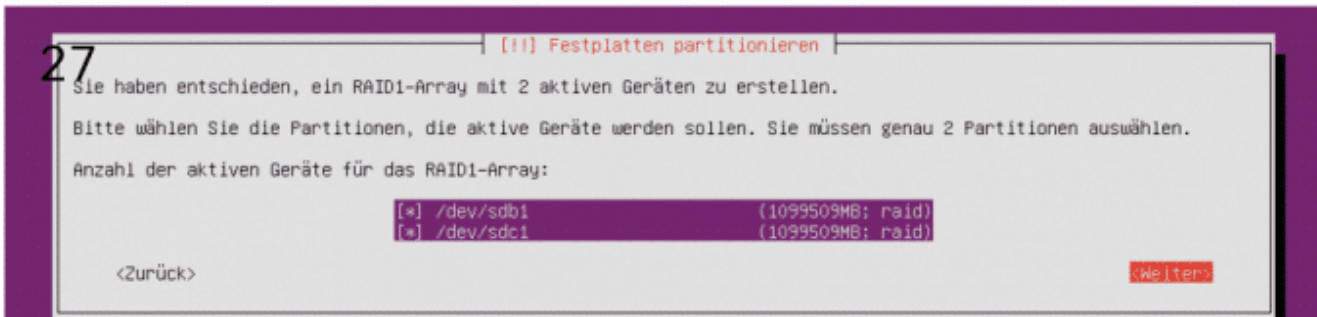 27
[!!] Festplatten partitionieren
Sie haben entschieden, ein RAID1-Array mit 2 aktiven Geräten zu erstellen.
Bitte wählen Sie die Partitionen, die aktive Geräte werden sollen. Sie müssen genau 2 Partitionen auswählen.
Anzahl der aktiven Geräte für das RAID1-Array:
[*] /dev/sdb1 (1099509MB; raid)
[*] /dev/sdc1 (1099509MB; raid)
<Zurück> <Weiter>